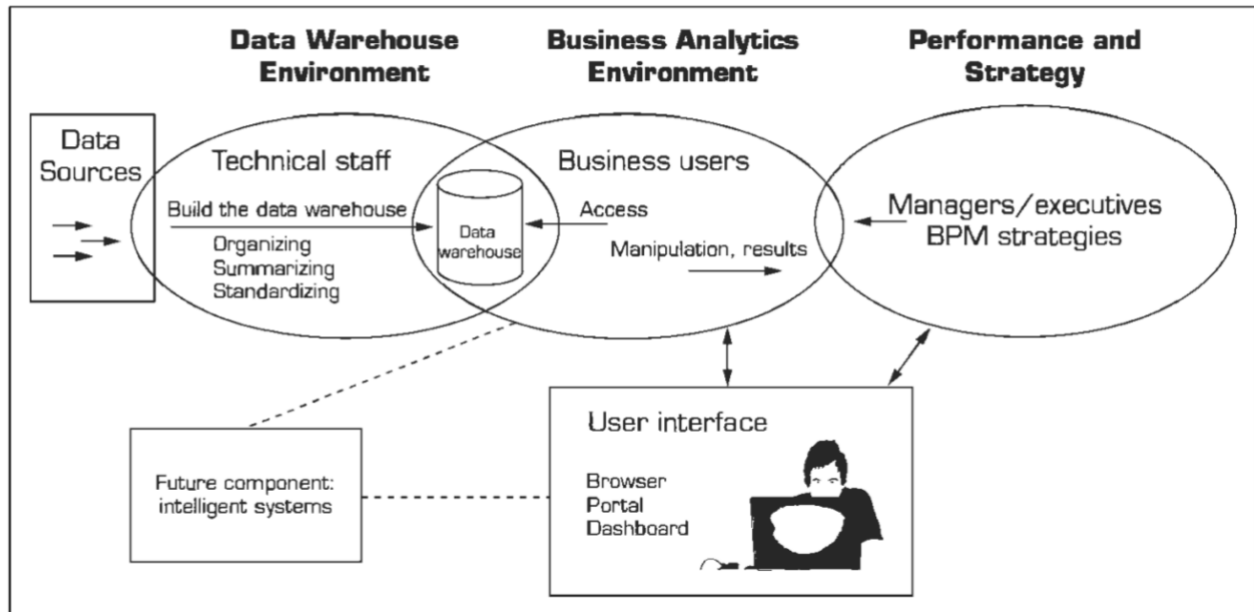 Data Warehouse
Environment
Business Analytics
Environment
Performance and
Strategy
Data
Sources
Technical staff
Build the data warehouse
Organizing
Summarizing
Standardizing
Data
warehouse
Business users
Access
Manipulation, results
Managers/executives
BPM strategies
Future component:
intelligent systems
User interface
Browser
Portal
Dashboard